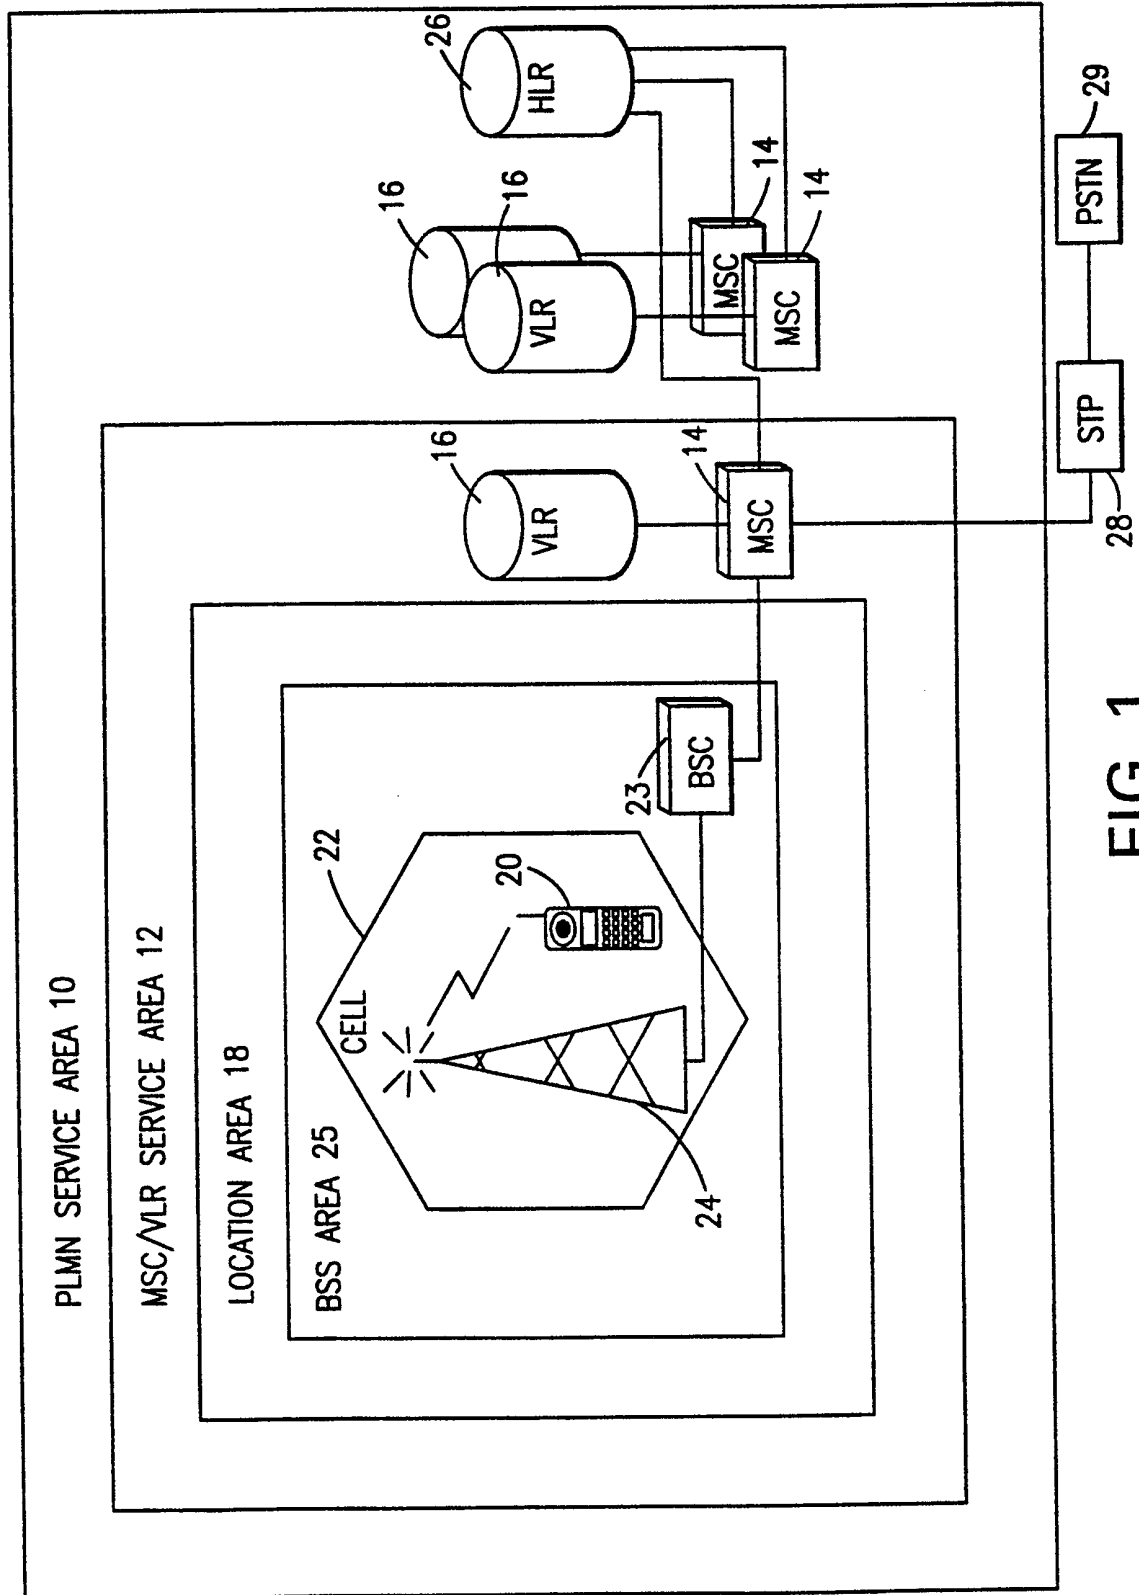 PLMN SERVICE AREA 10
MSC/VLR SERVICE AREA 12
LOCATION AREA 18
BSS AREA 25
CELL
22
20
24
23
BSC
16
VLR
14
MSC
16
16
VLR
26
HLR
14
MSC
14
MSC
STP
28
PSTN
29
FIG. 1